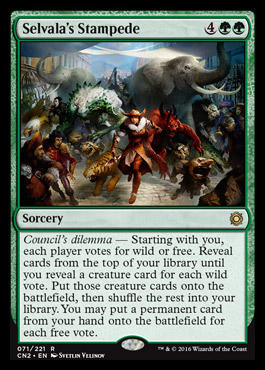 Selvala's Stampede 4
Sorcery
Council's dilemma — Starting with you,
each player votes for wild or free. Reveal
cards from the top of your library until
you reveal a creature card for each wild
vote. Put those creature cards onto the
battlefield, then shuffle the rest into your
library. You may put a permanent card
from your hand onto the battlefield for
each free vote.
071/221 R
CN2 • EN Svetlin Velinov
™ & © 2016 Wizards of the Coast